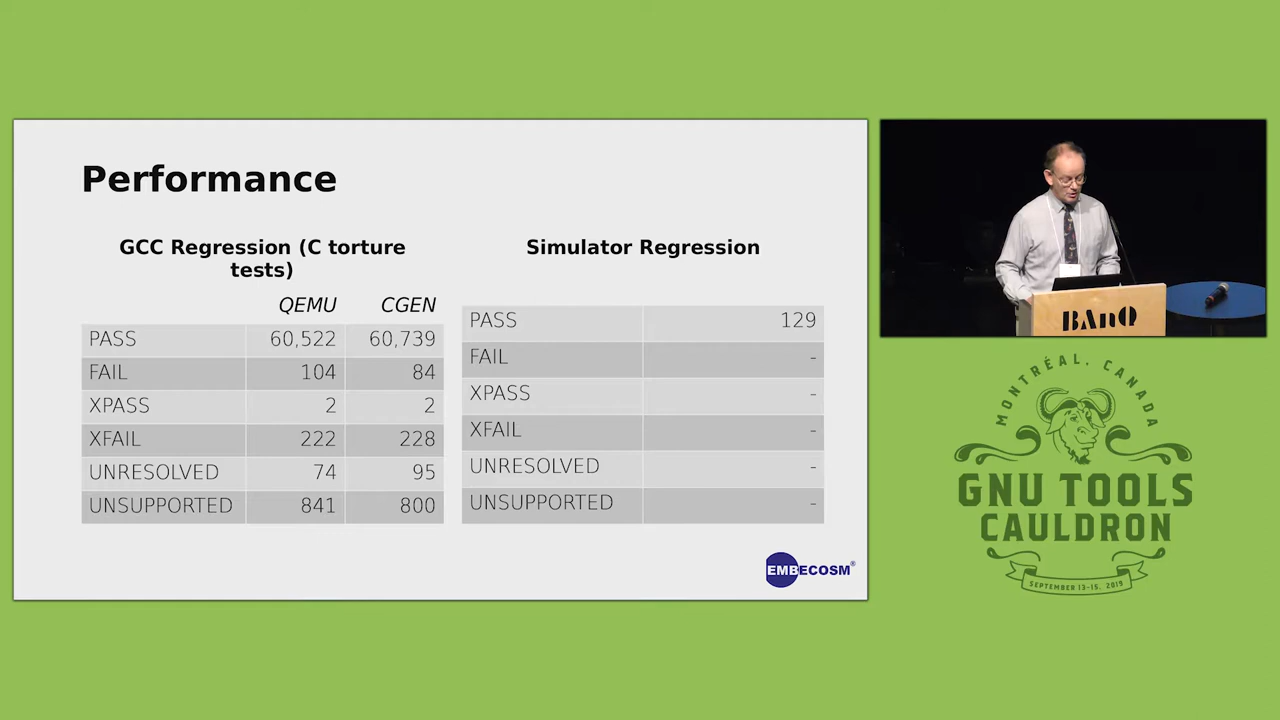 Performance
GCC Regression (C torture
tests)
QEMU CGEN
PASS 60,522 60,739
FAIL 104 84
XPASS 2 2
XFAIL 222 228
UNRESOLVED 74 95
UNSUPPORTED 841 800
Simulator Regression
PASS 129
FAIL -
XPASS -
XFAIL -
UNRESOLVED -
UNSUPPORTED -
EMBECOSM®
BAnQ
MONTRÉAL, CANADA
GNU TOOLS
CAULDRON
SEPTEMBER 13-15, 2019